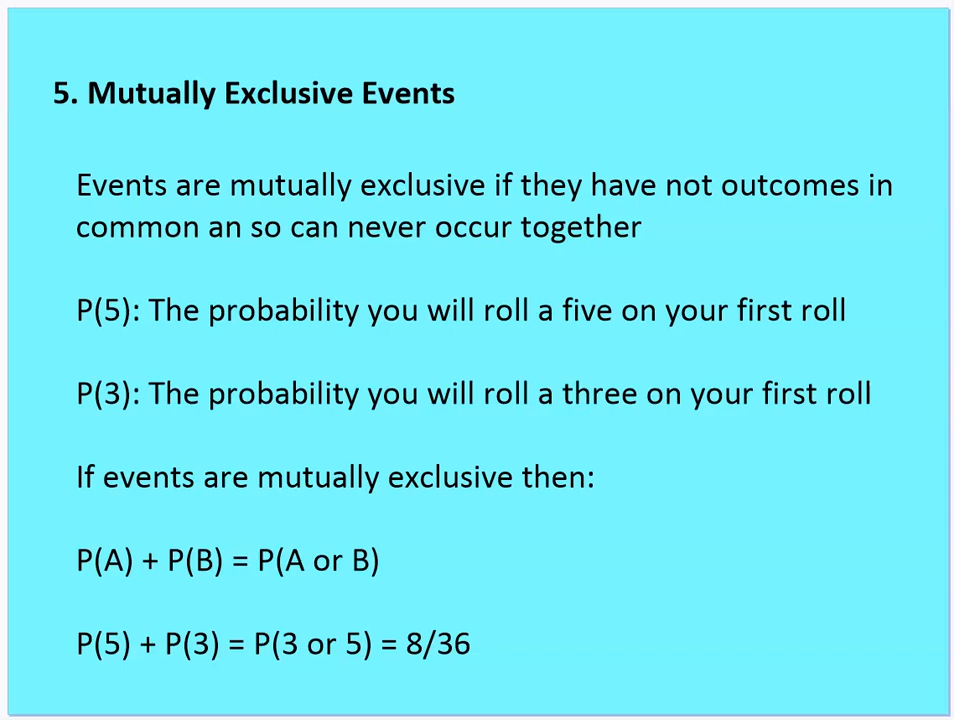 5. Mutually Exclusive Events
Events are mutually exclusive if they have not outcomes in
common an so can never occur together
P(5): The probability you will roll a five on your first roll
P(3): The probability you will roll a three on your first roll
If events are mutually exclusive then:
P(A) + P(B) = P(A or B)
P(5) + P(3) = P(3 or 5) = 8/36